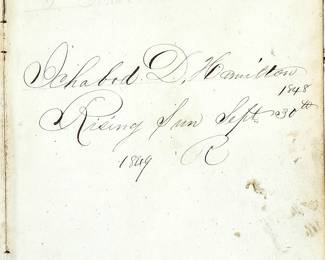 Ichabod. D. Hamilton
1848
Rising Sun Sept. 30th
1849 R